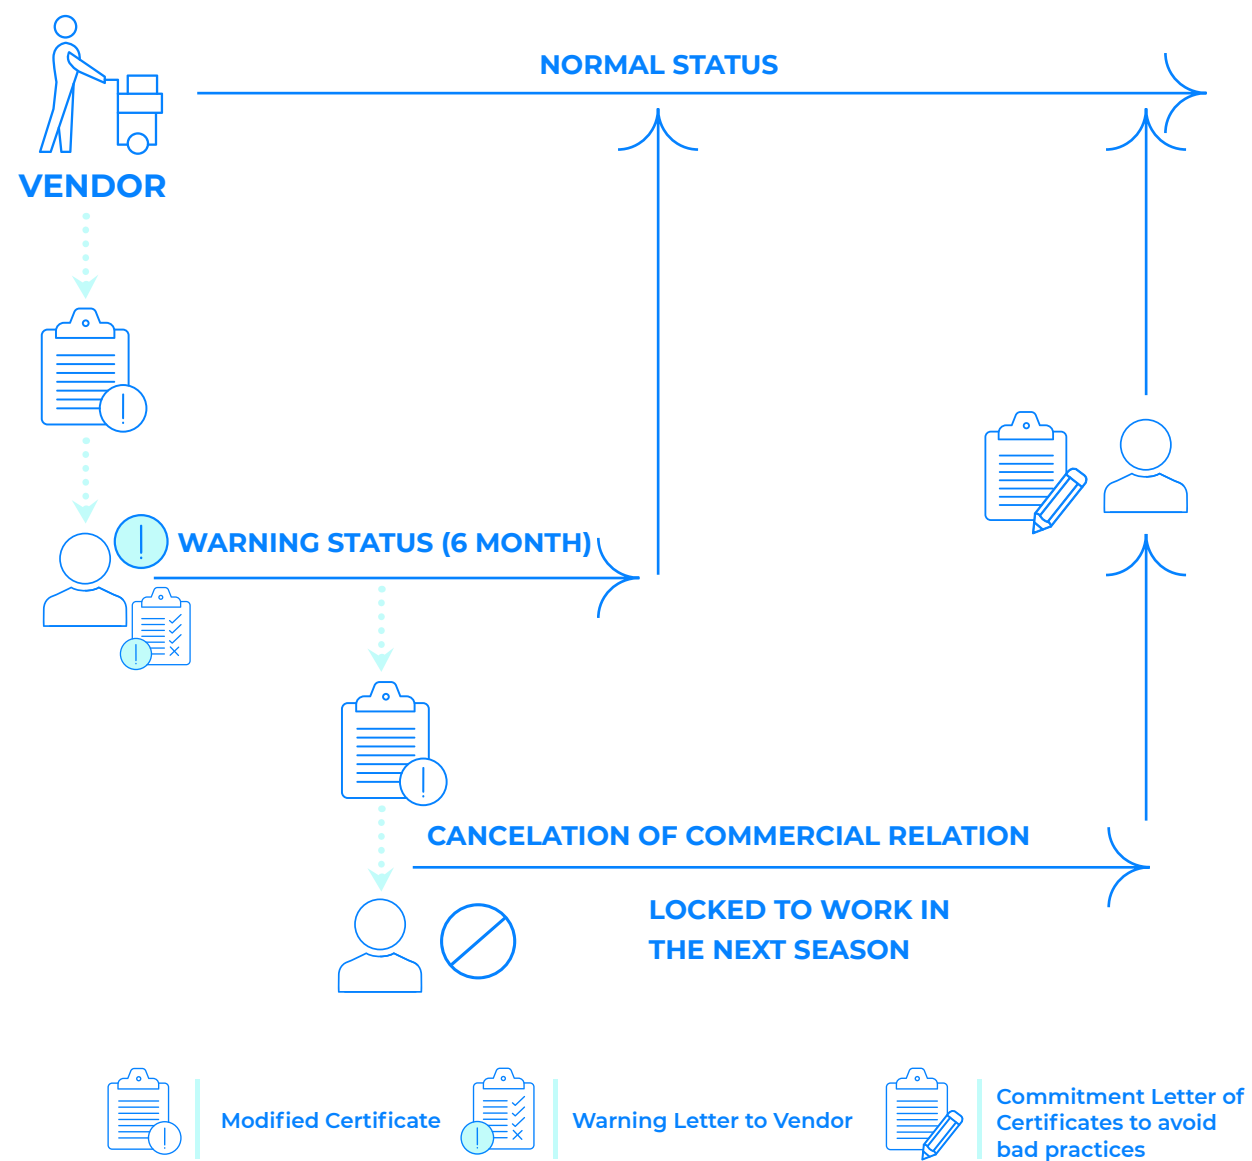 NORMAL STATUS
VENDOR
WARNING STATUS (6 MONTH)
CANCELATION OF COMMERCIAL RELATION
LOCKED TO WORK IN
THE NEXT SEASON
Modified Certificate
Warning Letter to Vendor
Commitment Letter of
Certificates to avoid
bad practices